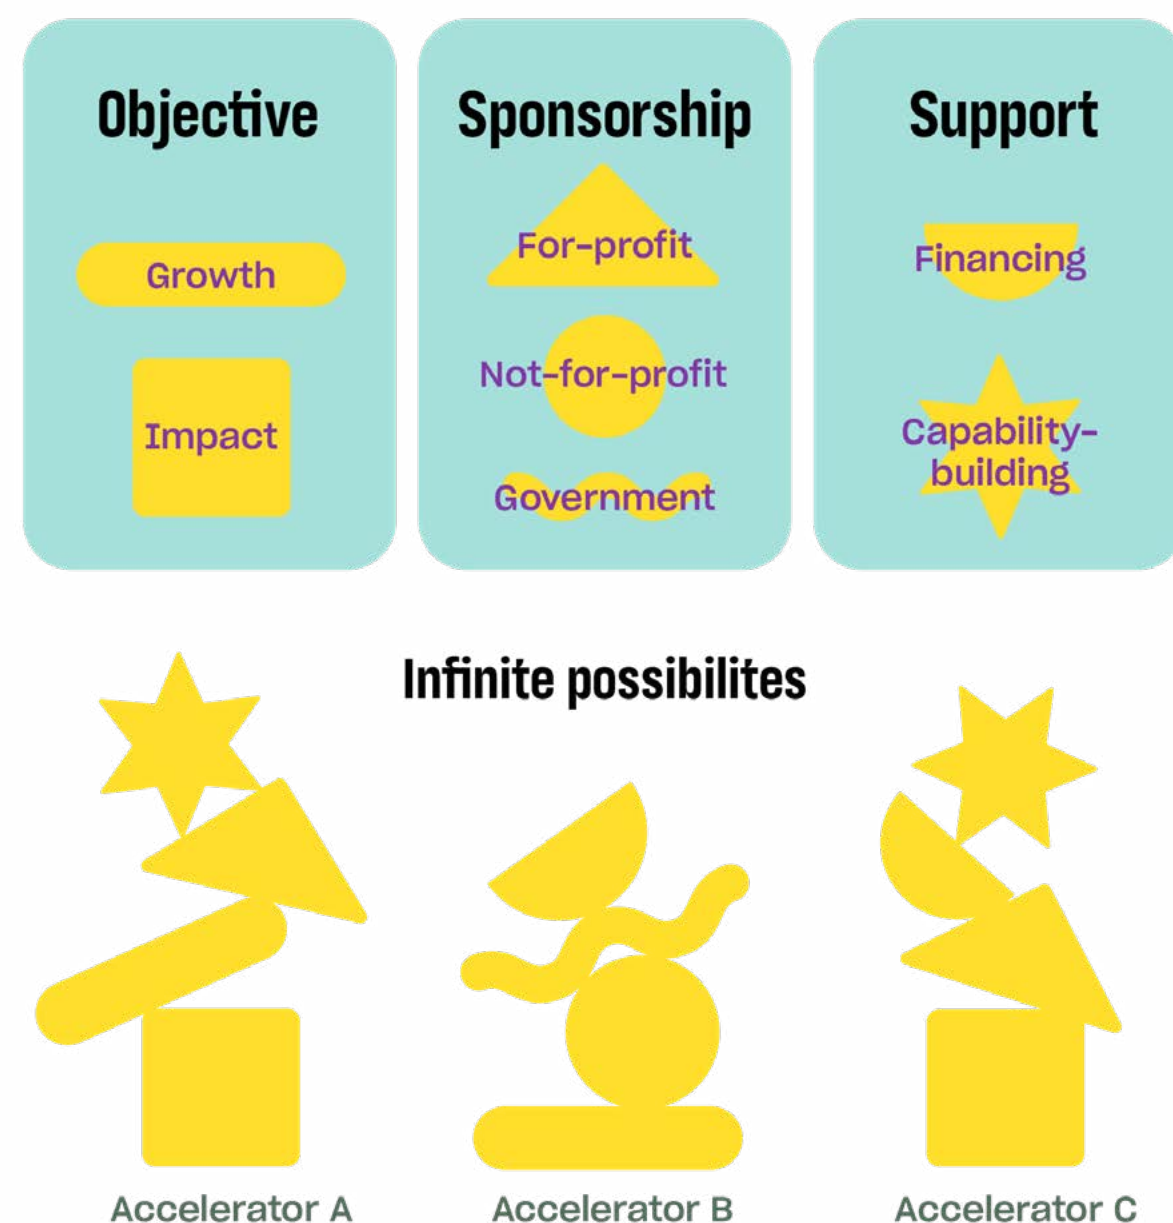 Objective
Growth
Impact
Sponsorship
For-profit
Not-for-profit
Government
Support
Financing
Capability-
building
Infinite possibilites
Accelerator A
Accelerator B
Accelerator C